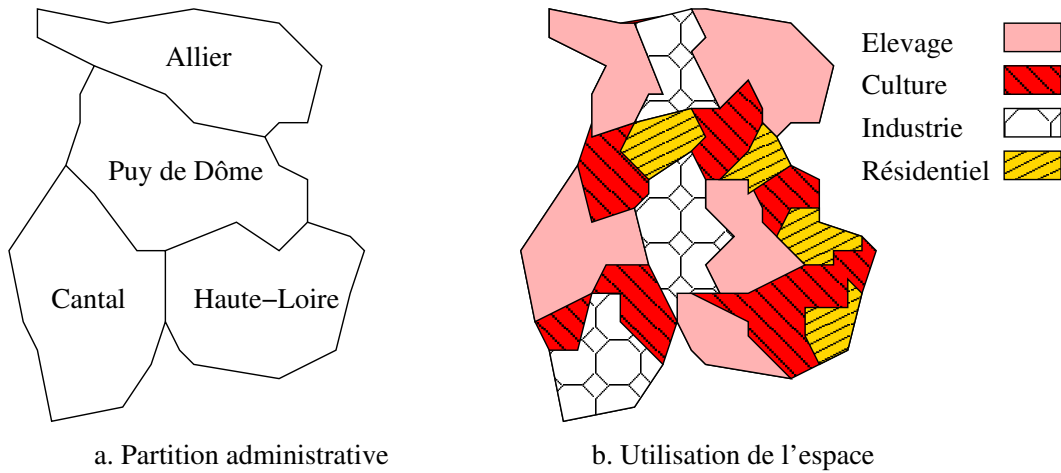 Allier
Puy de Dôme
Cantal
Haute–Loire
a. Partition administrative
Elevage
Culture
Industrie
Résidentiel
b. Utilisation de l'espace